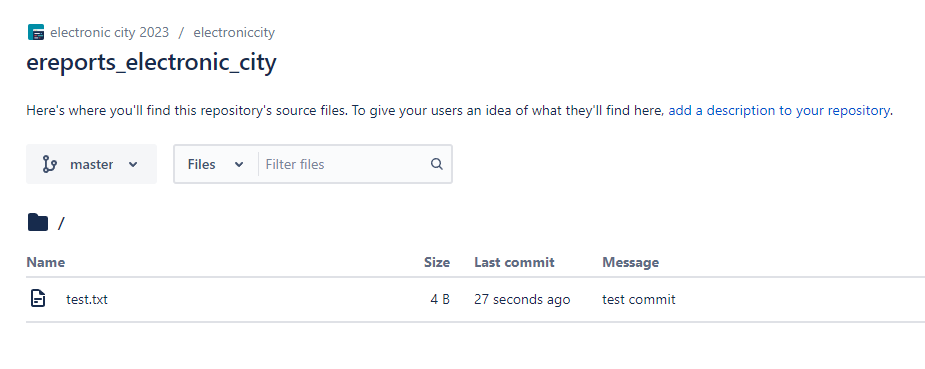 electronic city 2023 / electroniccity
ereports_electronic_city
Here's where you'll find this repository's source files. To give your users an idea of what they'll find here, add a description to your repository.
master Files Filter files
/
Name Size Last commit Message
test.txt 4 B 27 seconds ago test commit